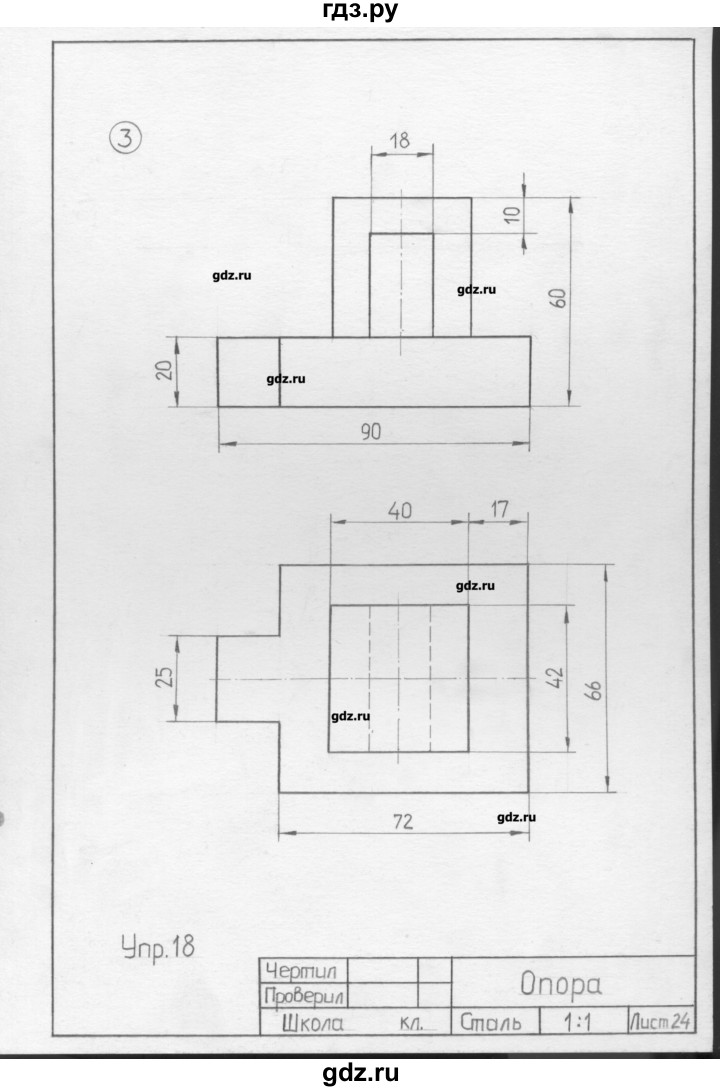 гдз.ру
3
18
10
gdz.ru
gdz.ru
60
20
gdz.ru
90
40
17
gdz.ru
25
42
66
gdz.ru
gdz.ru
72
Упр.18
Чертил
Опора
Проверил
Школа кл. Сталь 1:1 Лист 24
gdz.ru